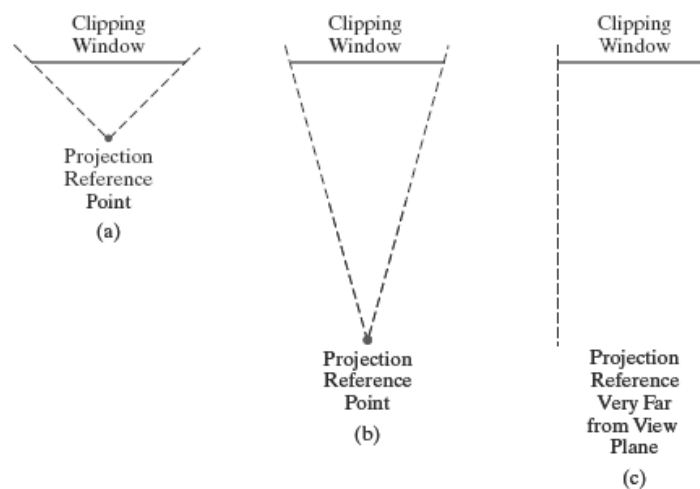 Clipping
Window
Projection
Reference
Point
(a)
Clipping
Window
Projection
Reference
Point
(b)
Clipping
Window
Projection
Reference
Very Far
from View
Plane
(c)